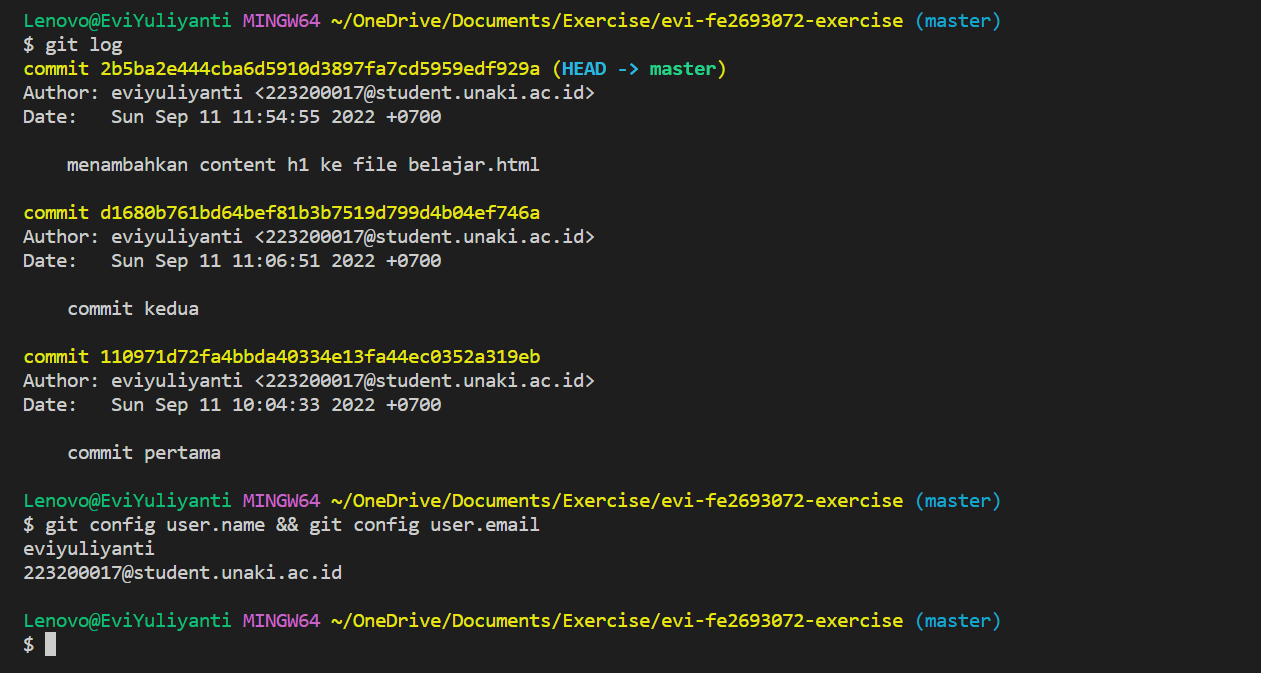 Lenovo@EviYuliyanti MINGW64 ~/OneDrive/Documents/Exercise/evi-fe2693072-exercise (master)
$ git log
commit 2b5ba2e444cba6d5910d3897fa7cd5959edf929a (HEAD -> master)
Author: eviyuliyanti <223200017@student.unaki.ac.id>
Date:   Sun Sep 11 11:54:55 2022 +0700
    menambahkan content h1 ke file belajar.html
commit d1680b761bd64bef81b3b7519d799d4b04ef746a
Author: eviyuliyanti <223200017@student.unaki.ac.id>
Date:   Sun Sep 11 11:06:51 2022 +0700
    commit kedua
commit 110971d72fa4bbda40334e13fa44ec0352a319eb
Author: eviyuliyanti <223200017@student.unaki.ac.id>
Date:   Sun Sep 11 10:04:33 2022 +0700
    commit pertama
Lenovo@EviYuliyanti MINGW64 ~/OneDrive/Documents/Exercise/evi-fe2693072-exercise (master)
$ git config user.name && git config user.email
eviyuliyanti
223200017@student.unaki.ac.id
Lenovo@EviYuliyanti MINGW64 ~/OneDrive/Documents/Exercise/evi-fe2693072-exercise (master)
$